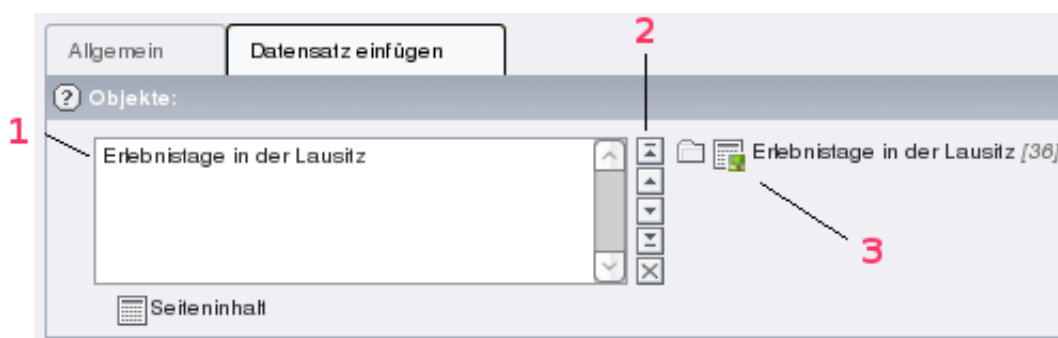 Allgemein
Datensatz einfügen
2
? Objekte:
1
Erlebnistage in der Lausitz
Erlebnistage in der Lausitz [36]
3
Seiteninhalt